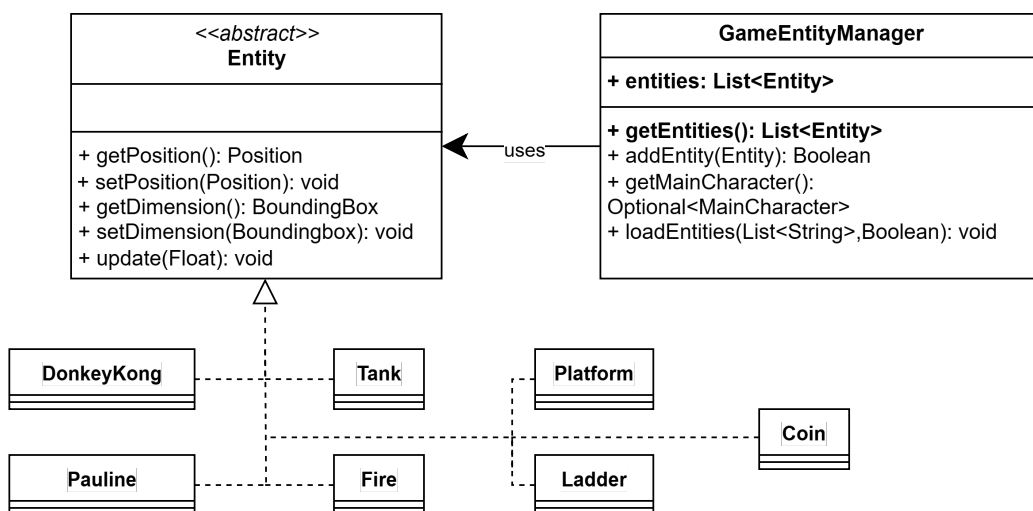 <<abstract>>
Entity
+ getPosition(): Position
+ setPosition(Position): void
+ getDimension(): BoundingBox
+ setDimension(Boundingbox): void
+ update(Float): void
uses
GameEntityManager
+ entities: List<Entity>
+ getEntities(): List<Entity>
+ addEntity(Entity): Boolean
+ getMainCharacter():
Optional<MainCharacter>
+ loadEntities(List<String>,Boolean): void
DonkeyKong
Tank
Platform
Coin
Pauline
Fire
Ladder